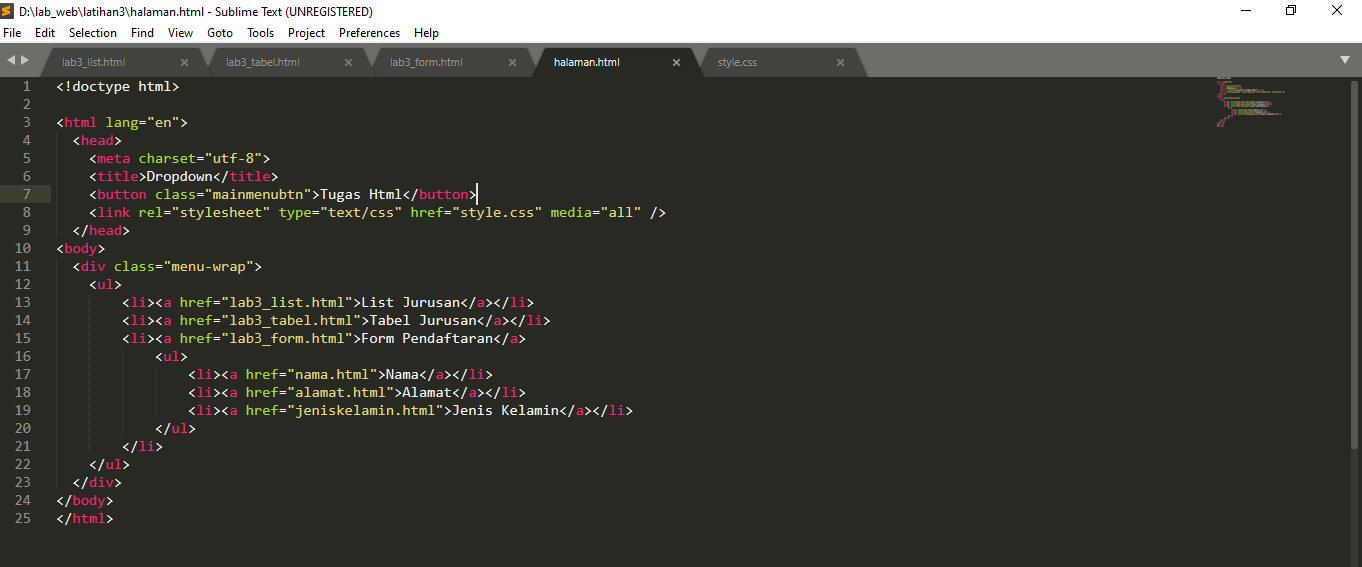 D:\lab_web\latihan3\halaman.html - Sublime Text (UNREGISTERED)
File Edit Selection Find View Goto Tools Project Preferences Help
lab3_list.html lab3_tabel.html lab3_form.html halaman.html style.css
1 <!doctype html>
2
3 <html lang="en">
4 <head>
5 <meta charset="utf-8">
6 <title>Dropdown</title>
7 <button class="mainmenubtn">Tugas Html</button>
8 <link rel="stylesheet" type="text/css" href="style.css" media="all" />
9 </head>
10 <body>
11 <div class="menu-wrap">
12 <ul>
13 <li><a href="lab3_list.html">List Jurusan</a></li>
14 <li><a href="lab3_tabel.html">Tabel Jurusan</a></li>
15 <li><a href="lab3_form.html">Form Pendaftaran</a>
16 <ul>
17 <li><a href="nama.html">Nama</a></li>
18 <li><a href="alamat.html">Alamat</a></li>
19 <li><a href="jeniskelamin.html">Jenis Kelamin</a></li>
20 </ul>
21 </li>
22 </ul>
23 </div>
24 </body>
25 </html>